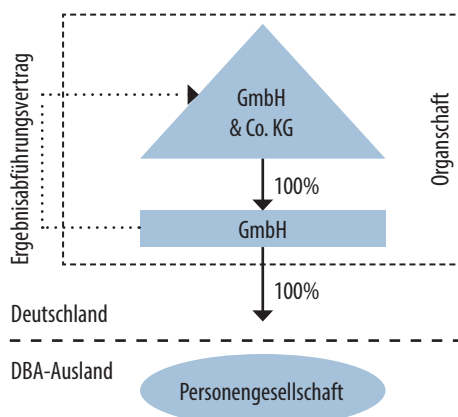 Ergebnisabführungsvertrag
GmbH
& Co. KG
Organschaft
100%
GmbH
100%
Deutschland
DBA-Ausland
Personengesellschaft